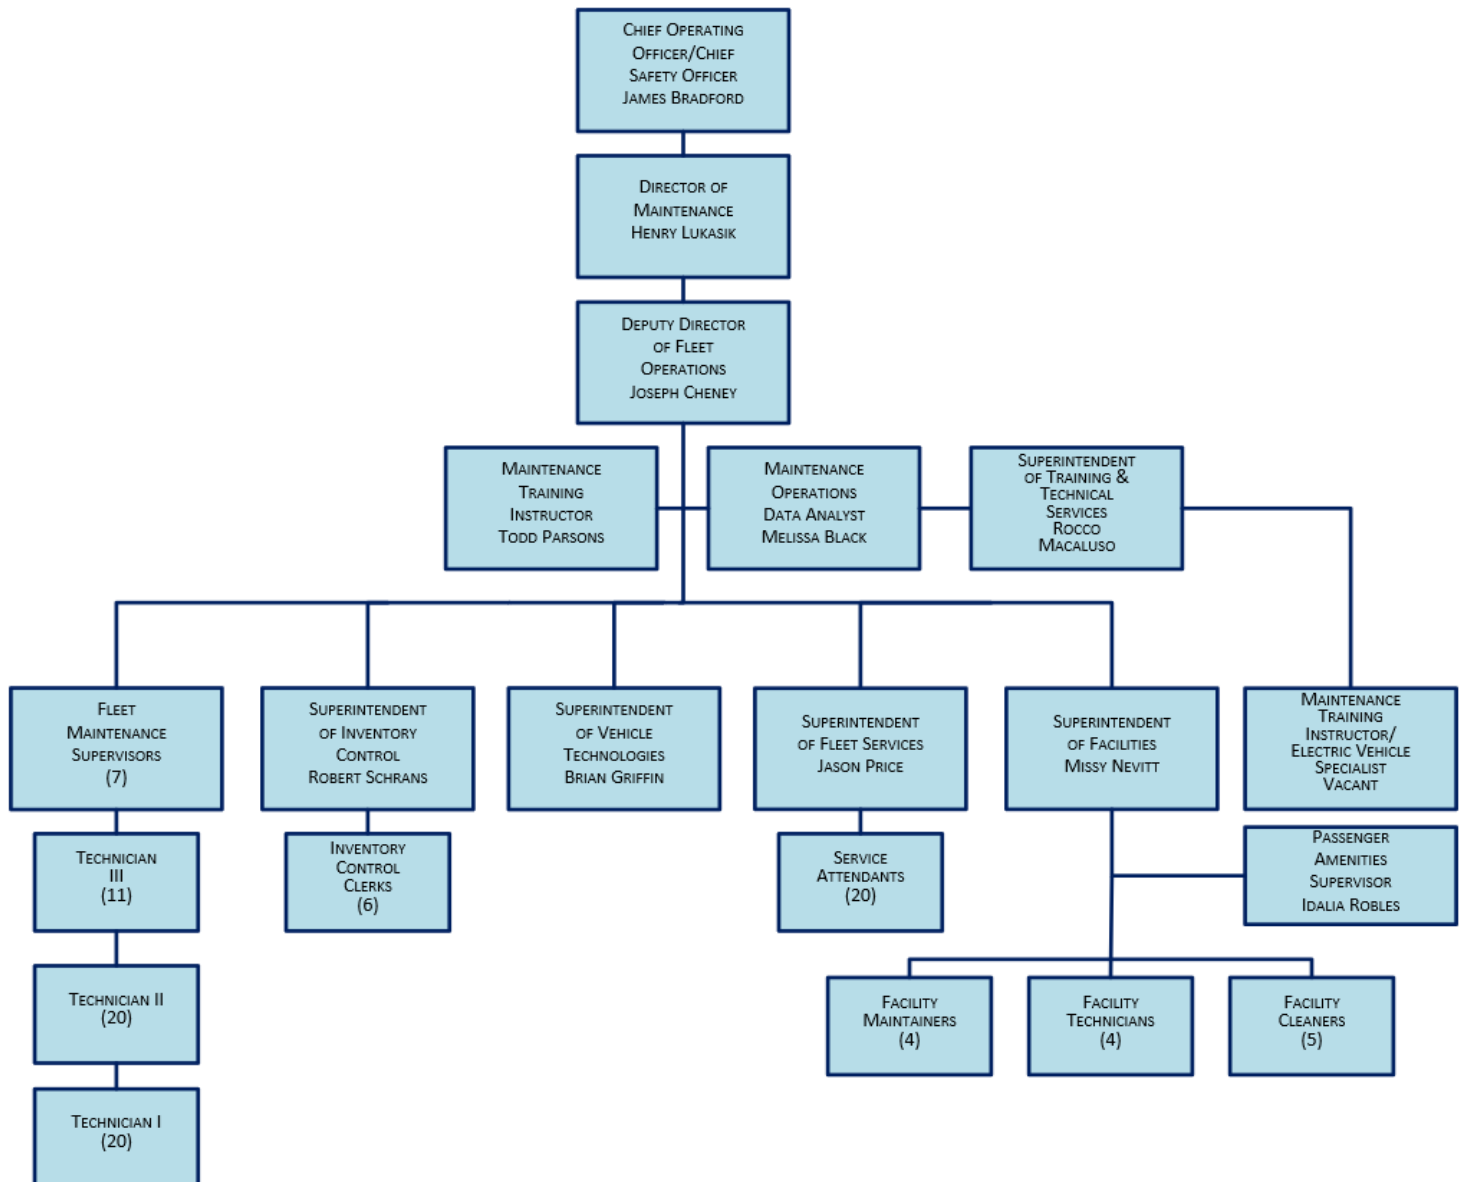 Chief Operating
Officer/Chief
Safety Officer
James Bradford
Director of
Maintenance
Henry Lukasik
Deputy Director
of Fleet
Operations
Joseph Cheney
Maintenance
Training
Instructor
Todd Parsons
Maintenance
Operations
Data Analyst
Melissa Black
Superintendent
of Training &
Technical
Services
Rocco
Macaluso
Fleet
Maintenance
Supervisors
(7)
Superintendent
of Inventory
Control
Robert Schrans
Superintendent
of Vehicle
Technologies
Brian Griffin
Superintendent
of Fleet Services
Jason Price
Superintendent
of Facilities
Missy Nevitt
Maintenance
Training
Instructor/
Electric Vehicle
Specialist
Vacant
Technician
III
(11)
Inventory
Control
Clerks
(6)
Service
Attendants
(20)
Passenger
Amenities
Supervisor
Idalia Robles
Technician II
(20)
Facility
Maintainers
(4)
Facility
Technicians
(4)
Facility
Cleaners
(5)
Technician I
(20)